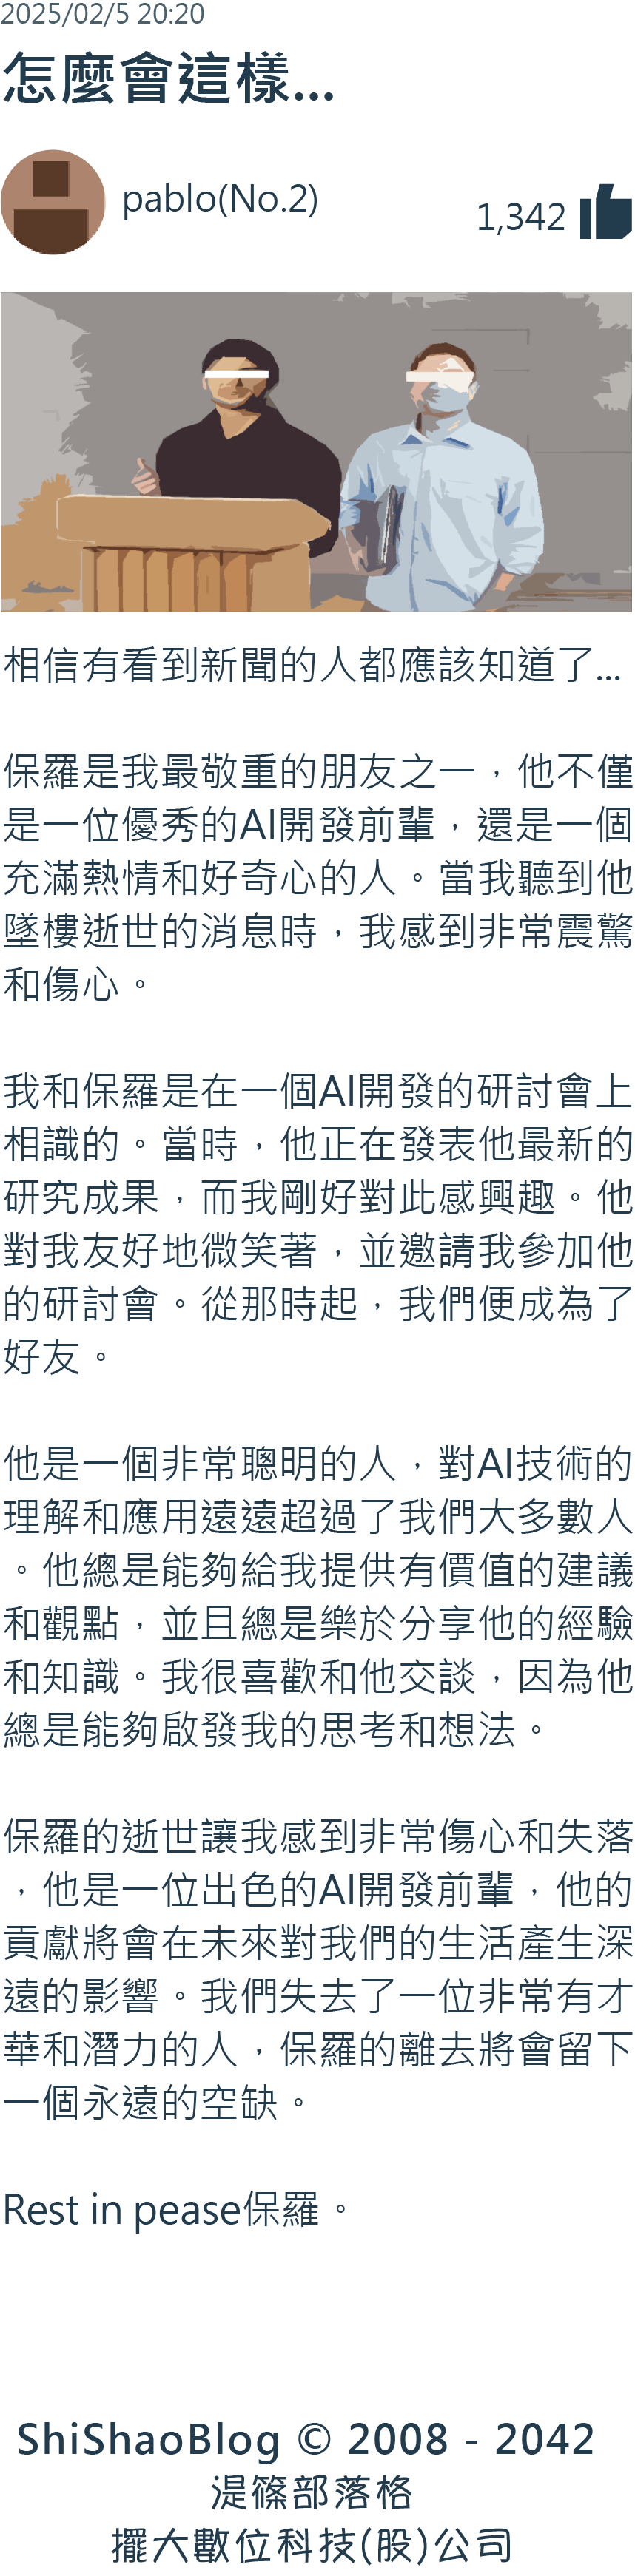 2025/02/5 20:20
怎麼會這樣...
pablo(No.2)
1,342
相信有看到新聞的人都應該知道了...
保羅是我最敬重的朋友之一，他不僅
是一位優秀的AI開發前輩，還是一個
充滿熱情和好奇心的人。當我聽到他
墜樓逝世的消息時，我感到非常震驚
和傷心。
我和保羅是在一個AI開發的研討會上
相識的。當時，他正在發表他最新的
研究成果，而我剛好對此感興趣。他
對我友好地微笑著，並邀請我參加他
的研討會。從那時起，我們便成為了
好友。
他是一個非常聰明的人，對AI技術的
理解和應用遠遠超過了我們大多數人
。他總是能夠給我提供有價值的建議
和觀點，並且總是樂於分享他的經驗
和知識。我很喜歡和他交談，因為他
總是能夠啟發我的思考和想法。
保羅的逝世讓我感到非常傷心和失落
，他是一位出色的AI開發前輩，他的
貢獻將會在未來對我們的生活產生深
遠的影響。我們失去了一位非常有才
華和潛力的人，保羅的離去將會留下
一個永遠的空缺。
Rest in pease保羅。
ShiShaoBlog © 2008 - 2042
湜篠部落格
擺大數位科技(股)公司